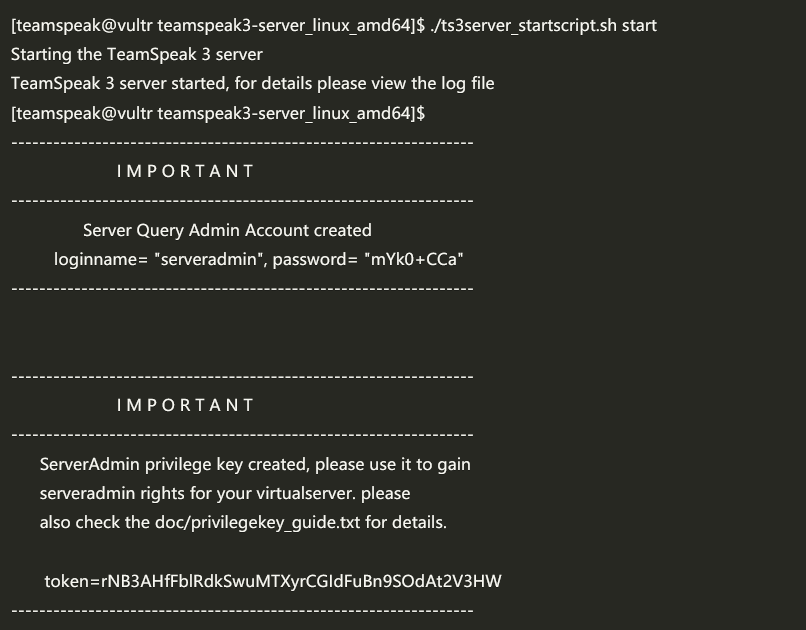 [teamspeak@vultr teamspeak3-server_linux_amd64]$ ./ts3server_startscript.sh start
Starting the TeamSpeak 3 server
TeamSpeak 3 server started, for details please view the log file
[teamspeak@vultr teamspeak3-server_linux_amd64]$
------------------------------------------------------------------
I M P O R T A N T
------------------------------------------------------------------
Server Query Admin Account created
loginname= "serveradmin", password= "mYk0+CCa"
------------------------------------------------------------------
------------------------------------------------------------------
I M P O R T A N T
------------------------------------------------------------------
ServerAdmin privilege key created, please use it to gain
serveradmin rights for your virtualserver. please
also check the doc/privilegekey_guide.txt for details.
token=rNB3AHfFblRdkSwuMTXyrCGIdFuBn9SOdAt2V3HW
------------------------------------------------------------------